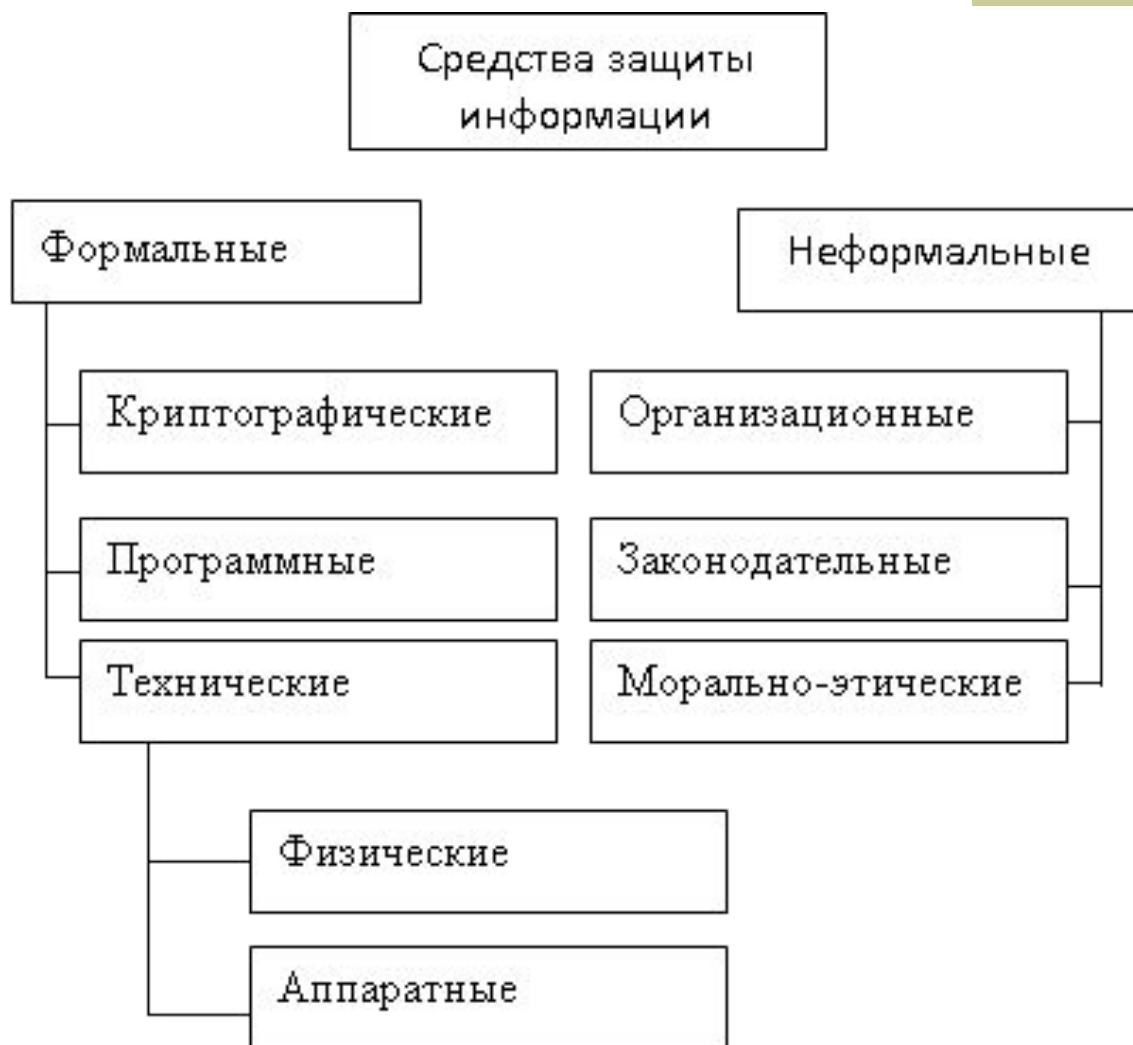 Средства защиты
информации
Формальные
Неформальные
Криптографические
Организационные
Программные
Законодательные
Технические
Морально-этические
Физические
Аппаратные